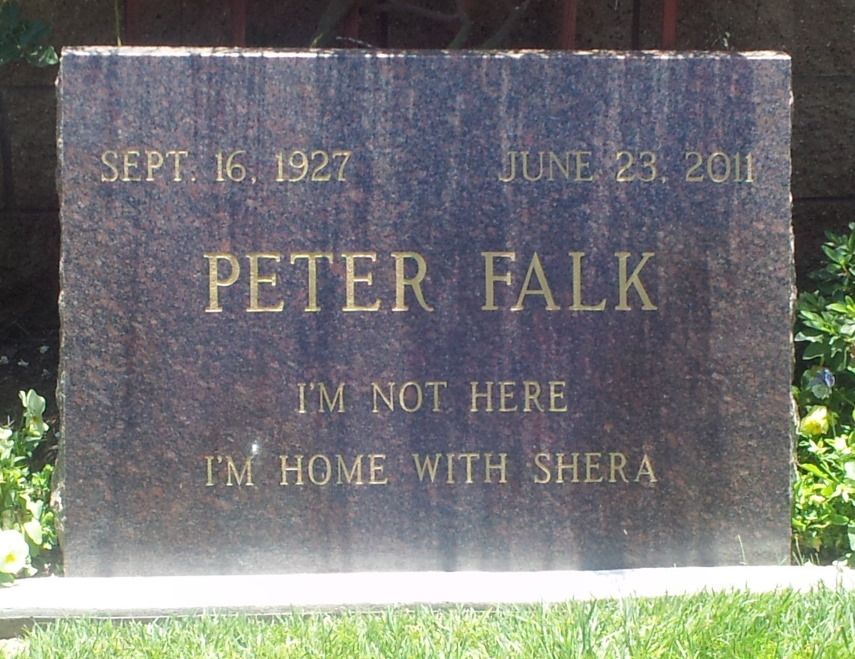 SEPT. 16, 1927 JUNE 23, 2011
PETER FALK
I'M NOT HERE
I'M HOME WITH SHERA